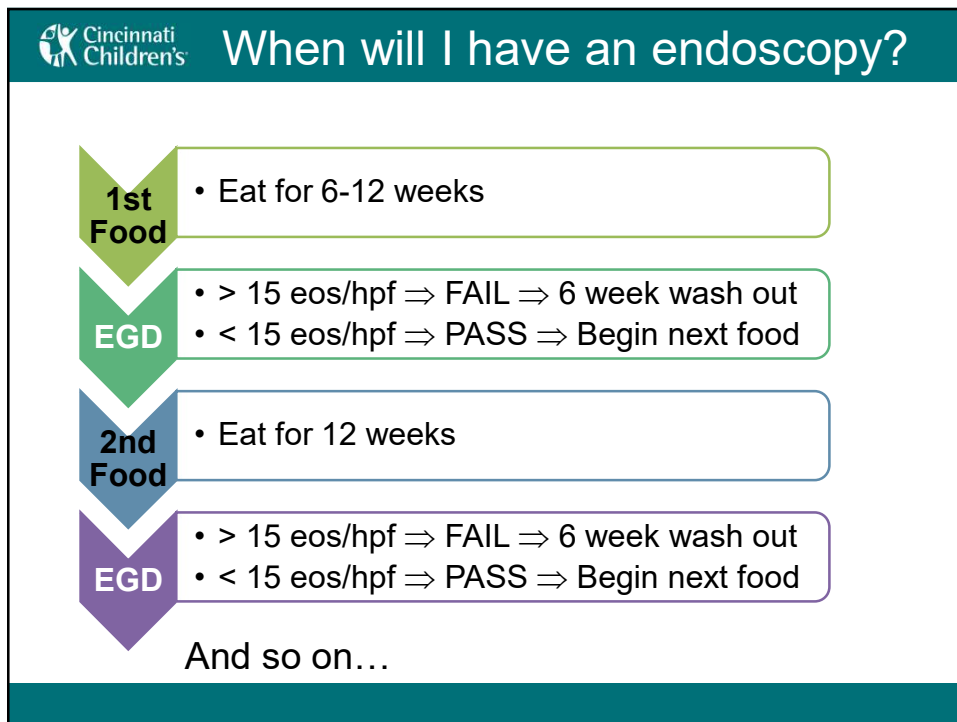 Cincinnati
Children's
When will I have an endoscopy?
1st
Food
• Eat for 6-12 weeks
EGD
• > 15 eos/hpf ⇒ FAIL ⇒ 6 week wash out
• < 15 eos/hpf ⇒ PASS ⇒ Begin next food
2nd
Food
• Eat for 12 weeks
EGD
• > 15 eos/hpf ⇒ FAIL ⇒ 6 week wash out
• < 15 eos/hpf ⇒ PASS ⇒ Begin next food
And so on…